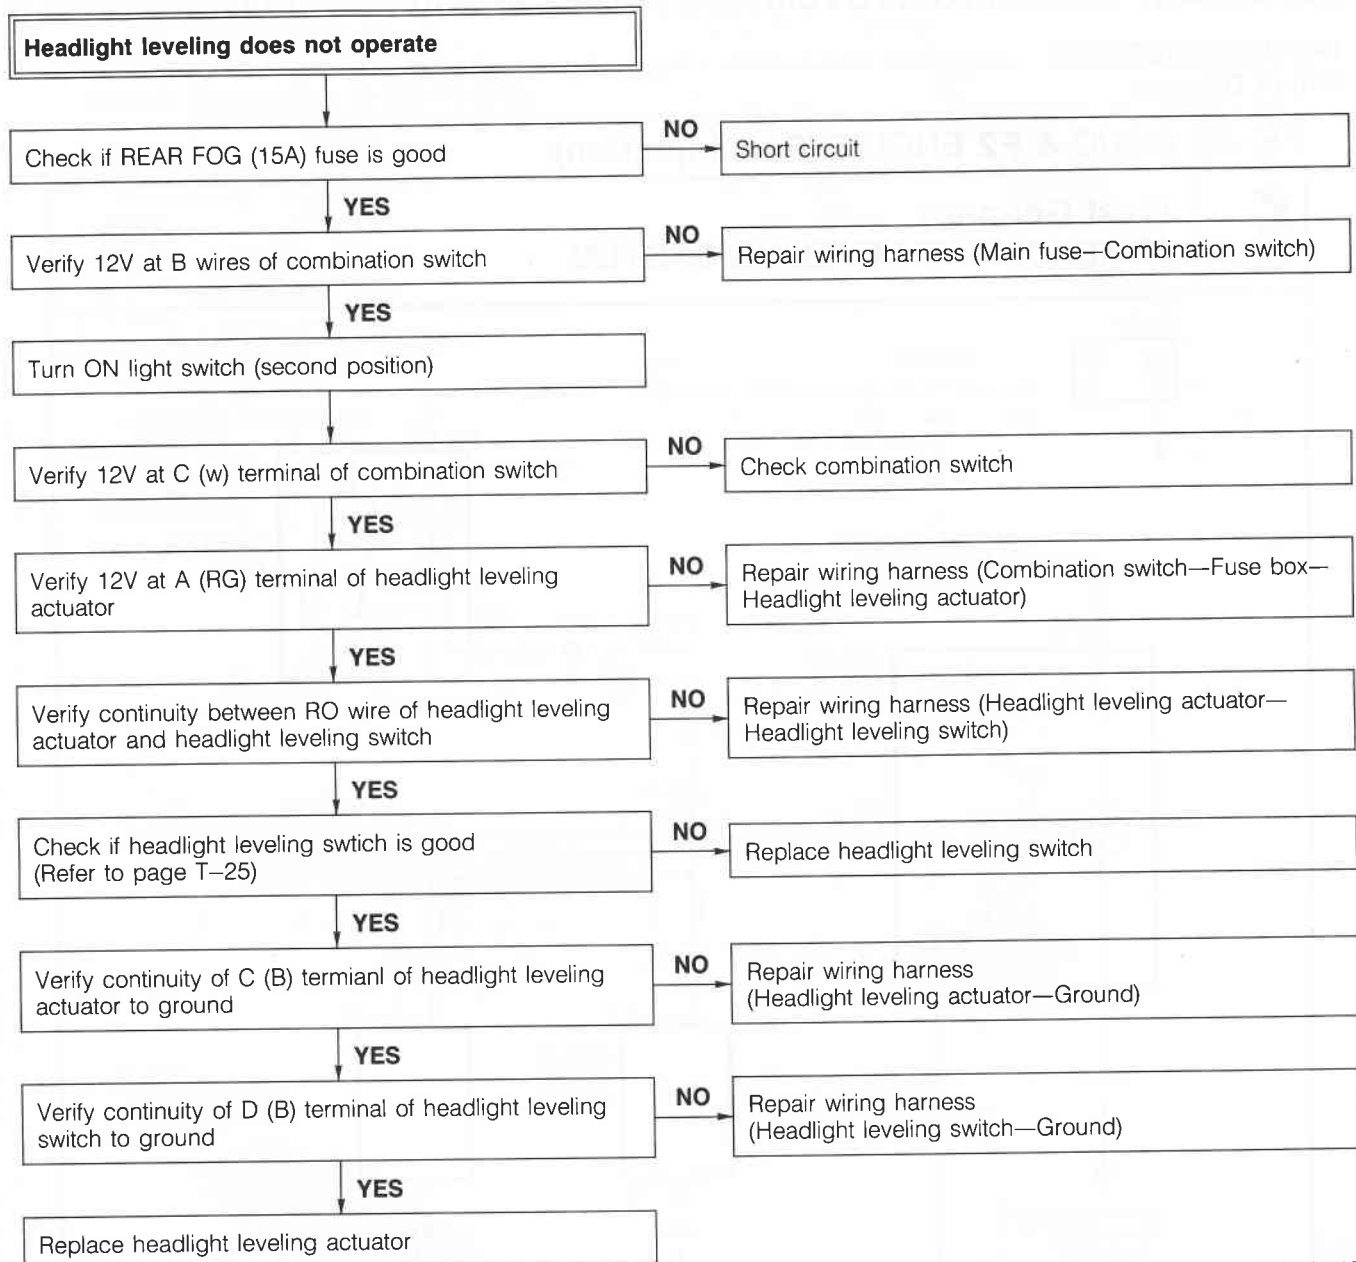 Headlight leveling does not operate
Check if REAR FOG (15A) fuse is good
NO
Short circuit
YES
Verify 12V at B wires of combination switch
NO
Repair wiring harness (Main fuse—Combination switch)
YES
Turn ON light switch (second position)
Verify 12V at C (w) terminal of combination switch
NO
Check combination switch
YES
Verify 12V at A (RG) terminal of headlight leveling
actuator
NO
Repair wiring harness (Combination switch—Fuse box—
Headlight leveling actuator)
YES
Verify continuity between RO wire of headlight leveling
actuator and headlight leveling switch
NO
Repair wiring harness (Headlight leveling actuator—
Headlight leveling switch)
YES
Check if headlight leveling swtich is good
(Refer to page T–25)
NO
Replace headlight leveling switch
YES
Verify continuity of C (B) termianl of headlight leveling
actuator to ground
NO
Repair wiring harness
(Headlight leveling actuator—Ground)
YES
Verify continuity of D (B) terminal of headlight leveling
switch to ground
NO
Repair wiring harness
(Headlight leveling switch—Ground)
YES
Replace headlight leveling actuator